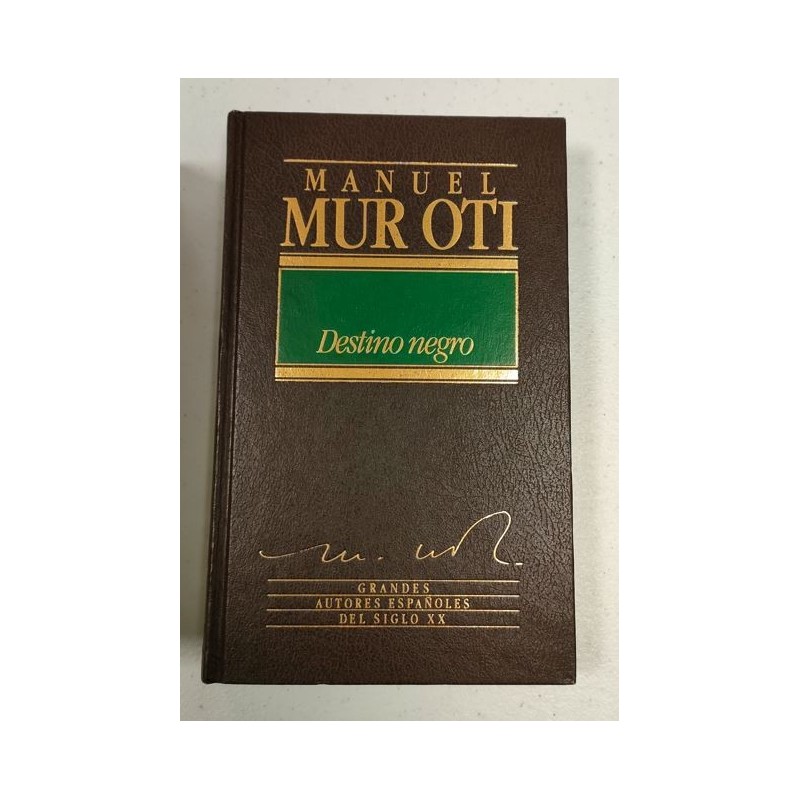 MANUEL
MUR OTI
Destino negro
GRANDES
AUTORES ESPAÑOLES
DEL SIGLO XX